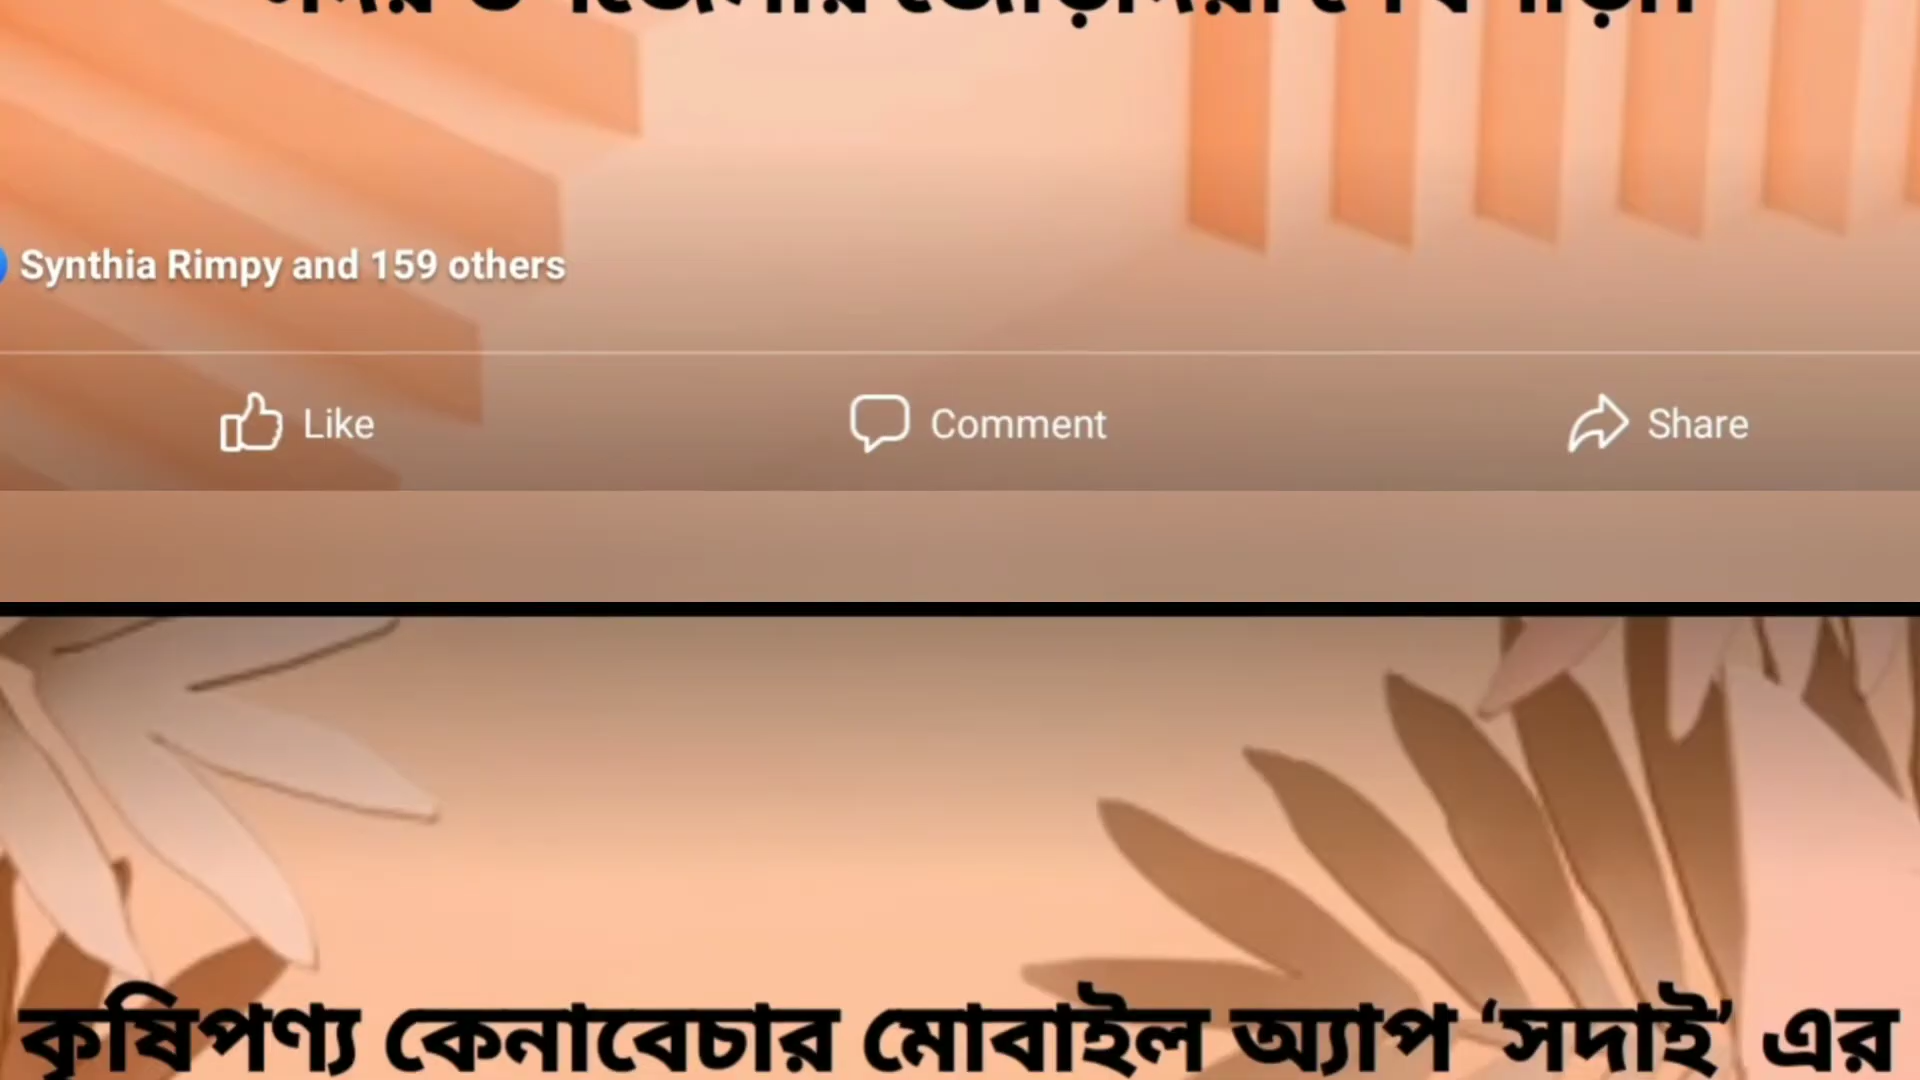 Synthia Rimpy and 159 others
Like
Comment
Share
কৃষিপণ্য কেনাবেচার মোবাইল অ্যাপ ‘সদাই’ এর